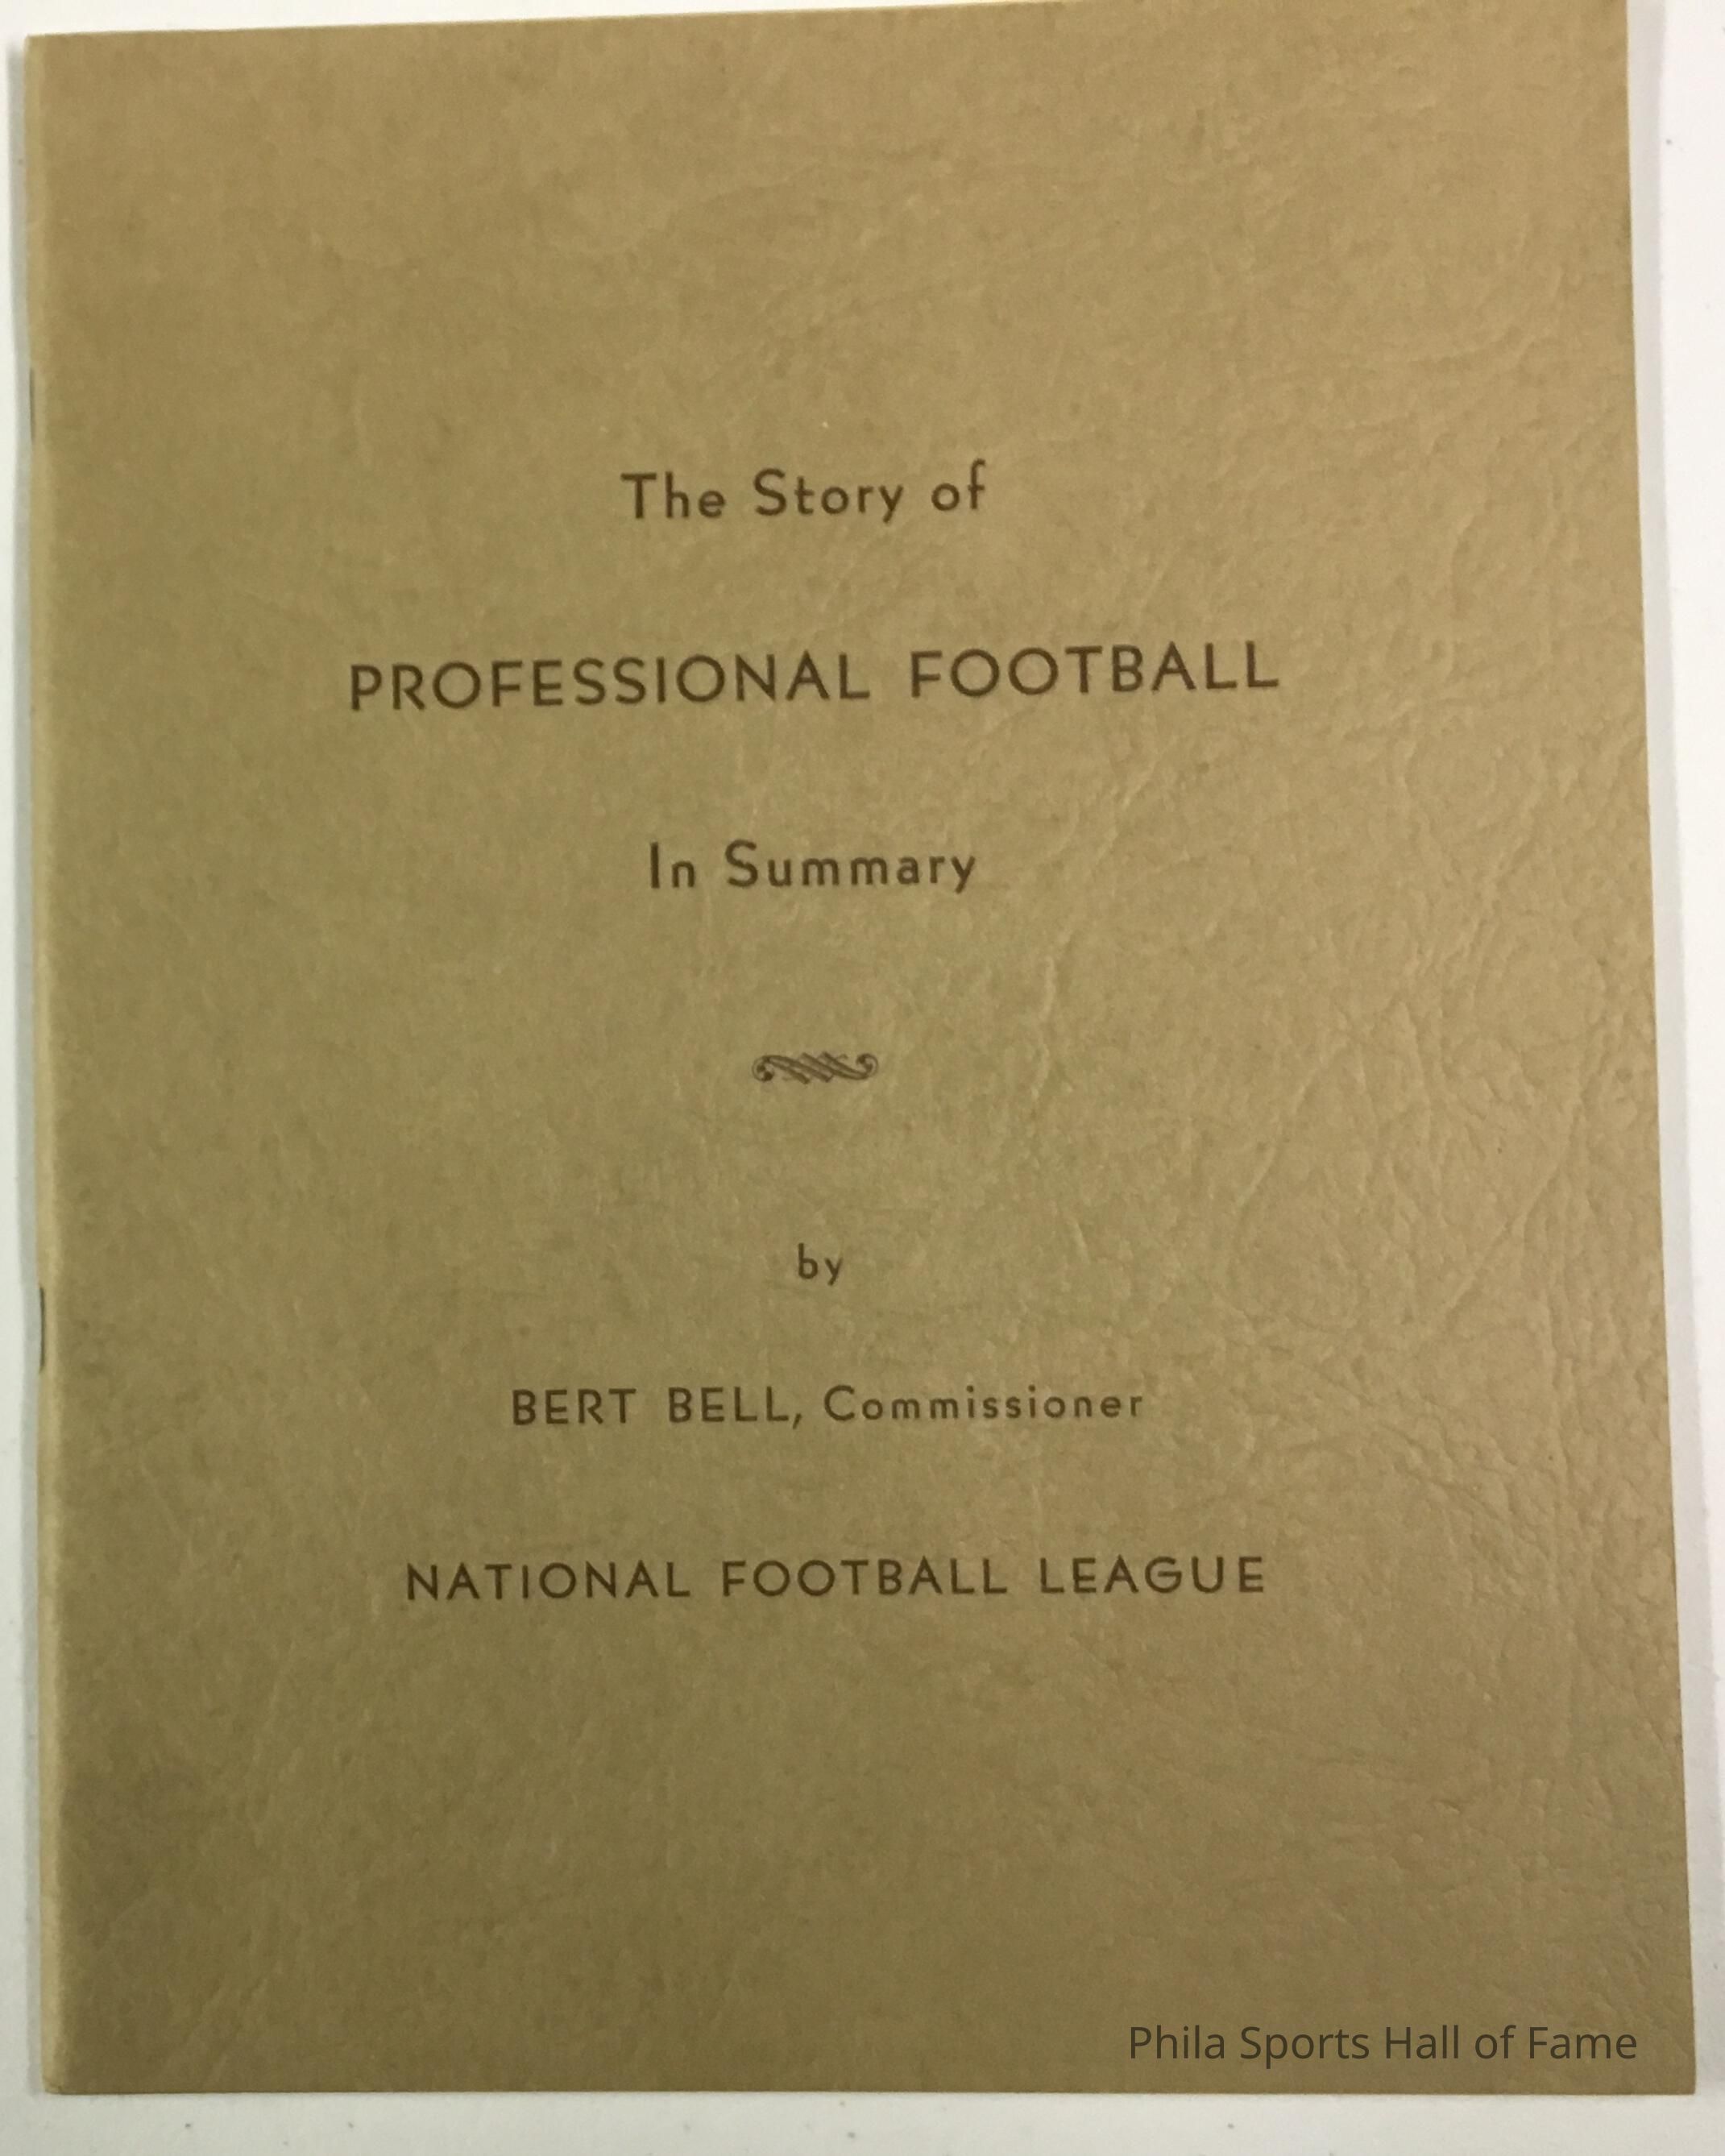 The Story of
PROFESSIONAL FOOTBALL
In Summary
by
BERT BELL, Commissioner
NATIONAL FOOTBALL LEAGUE
Phila Sports Hall of Fame